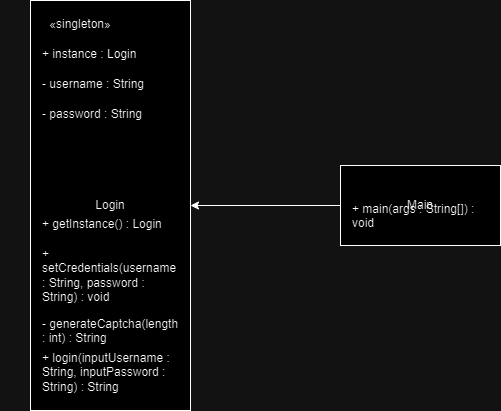 «singleton»
+ instance : Login
- username : String
- password : String
Login
+ getInstance() : Login
+
setCredentials(username
: String, password :
String) : void
- generateCaptcha(length
: int) : String
+ login(inputUsername :
String, inputPassword :
String) : String
Main
+ main(args : String[]) :
void